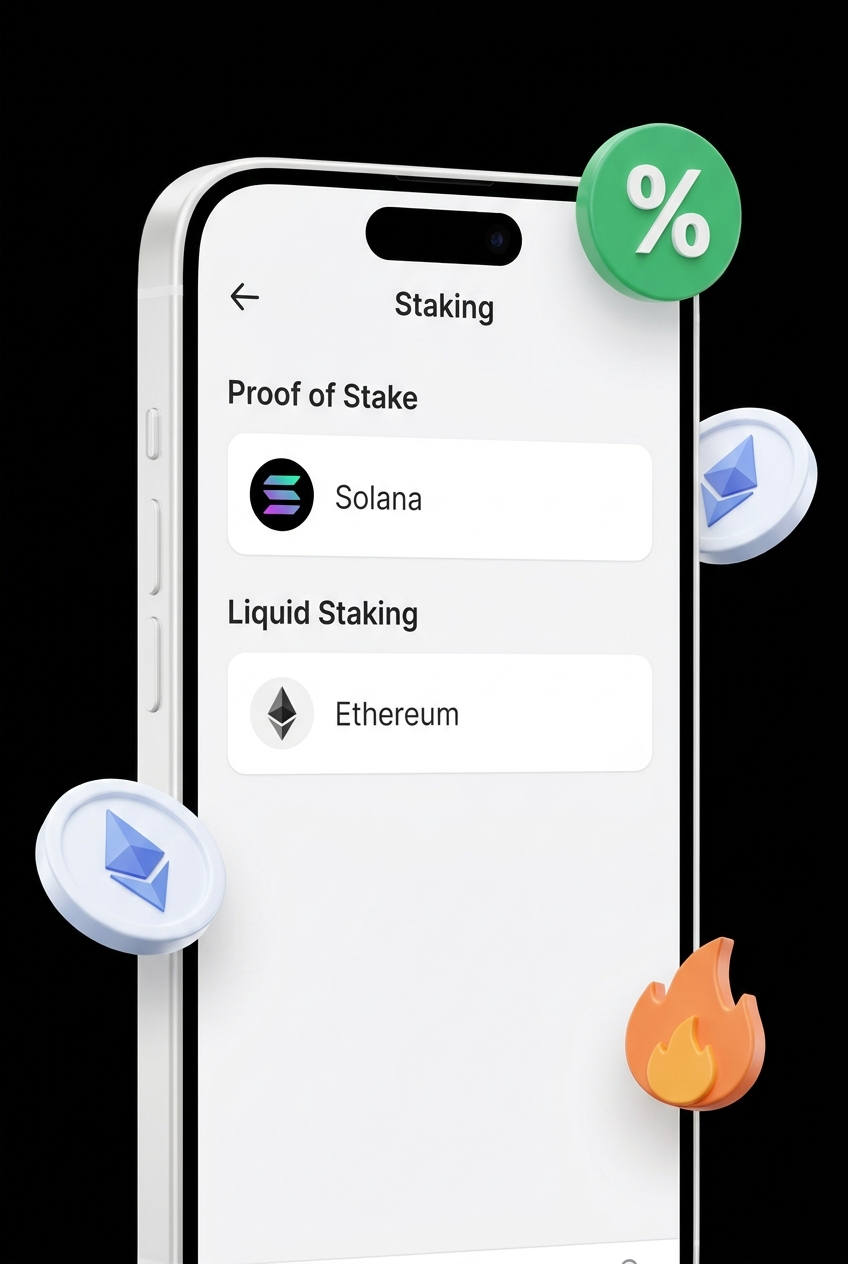 %
Staking
Proof of Stake
Solana
Liquid Staking
Ethereum